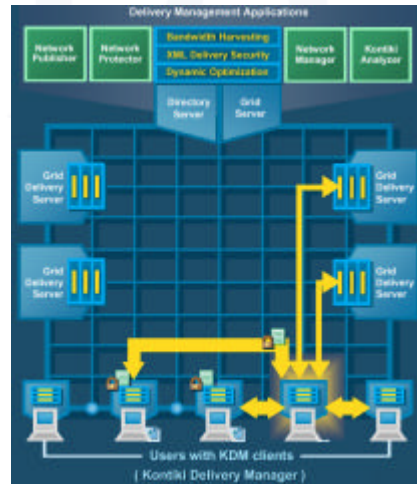 Delivery Management Applications
Network
Publisher
Network
Protector
Bandwidth Harvesting
XML Delivery Security
Dynamic Optimization
Network
Manager
Kontiki
Analyzer
Directory
Server
Grid
Server
Grid
Delivery
Server
Grid
Delivery
Server
Grid
Delivery
Server
Grid
Delivery
Server
Users with KDM clients
( Kontiki Delivery Manager )